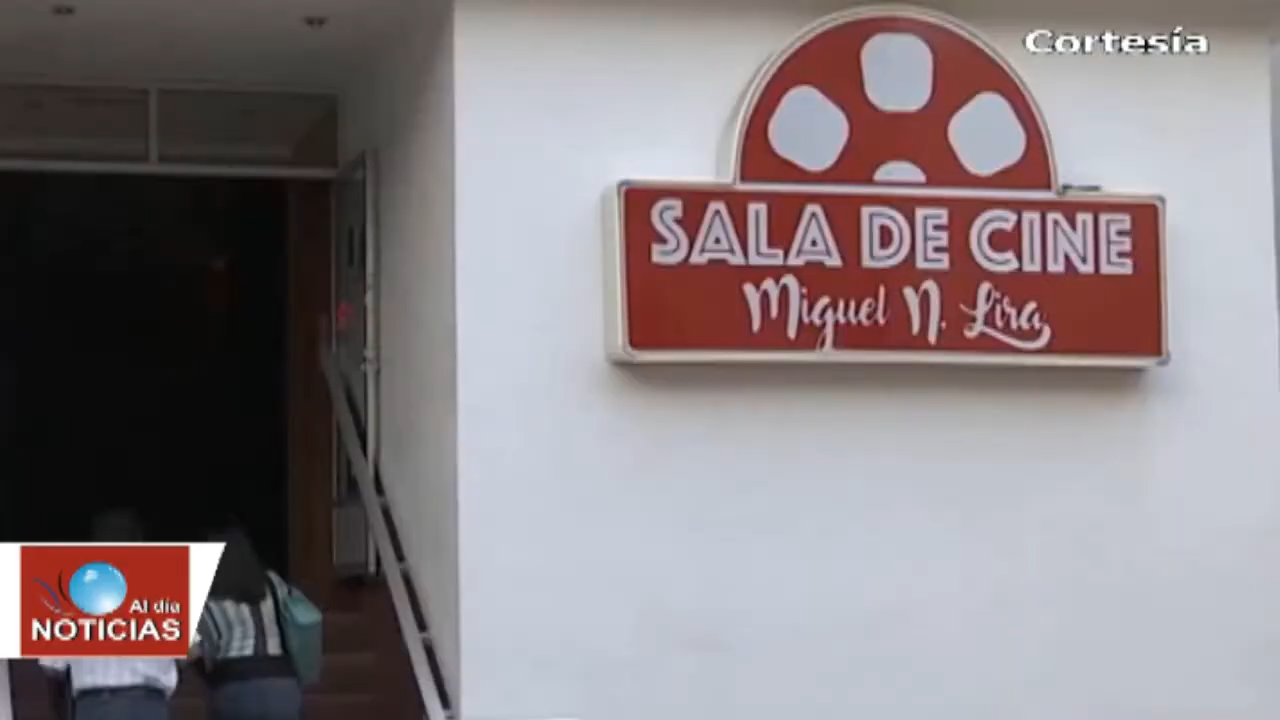 Cortesía
SALA DE CINE
Miguel N. Lira
Al día
NOTICIAS